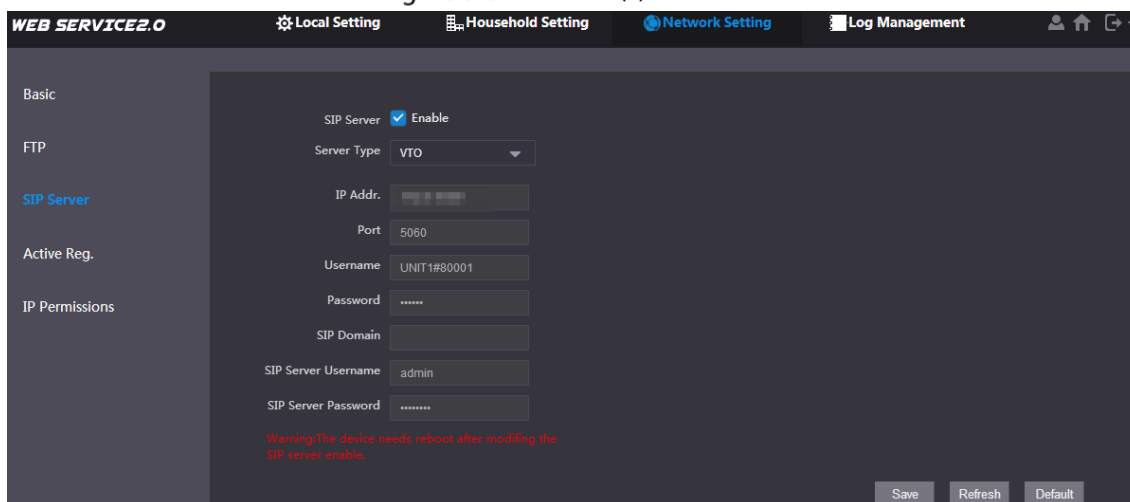 WEB SERVICE2.0
Local Setting
Household Setting
Network Setting
Log Management
Basic
FTP
SIP Server
Active Reg.
IP Permissions
SIP Server Enable
Server Type VTO
IP Addr.
Port 5060
Username UNIT1#80001
Password ••••••
SIP Domain
SIP Server Username admin
SIP Server Password ••••••••
Warning:The device needs reboot after modifing the
SIP server enable.
Save Refresh Default